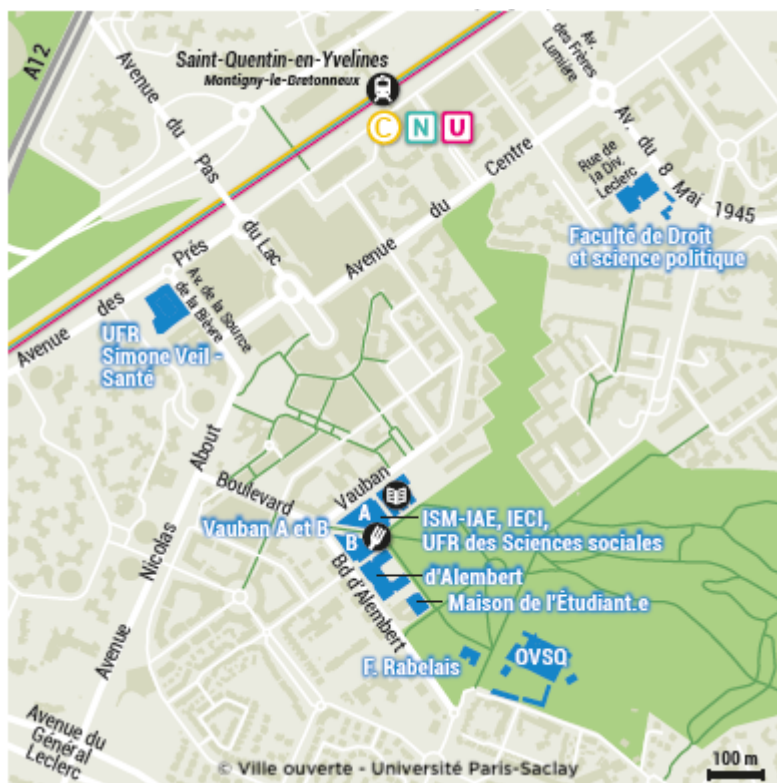 A12
Saint-Quentin-en-Yvelines
Montigny-le-Bretonneux
C N U
Av.
des Frères
Lumière
Av. du 8 Mai 1945
Rue de
la Div.
Leclerc
Faculté de Droit
et science politique
Avenue du Pas du Lac
Avenue du Centre
Avenue des Prés
Av. de la Source
de la Bièvre
UFR
Simone Veil -
Santé
Avenue Nicolas About
Boulevard Vauban
Vauban A et B
A
B
ISM-IAE, IECI,
UFR des Sciences sociales
d'Alembert
Maison de l'Étudiant.e
Bd d'Alembert
F. Rabelais
OVSQ
Avenue du
Général
Leclerc
© Ville ouverte - Université Paris-Saclay
100 m